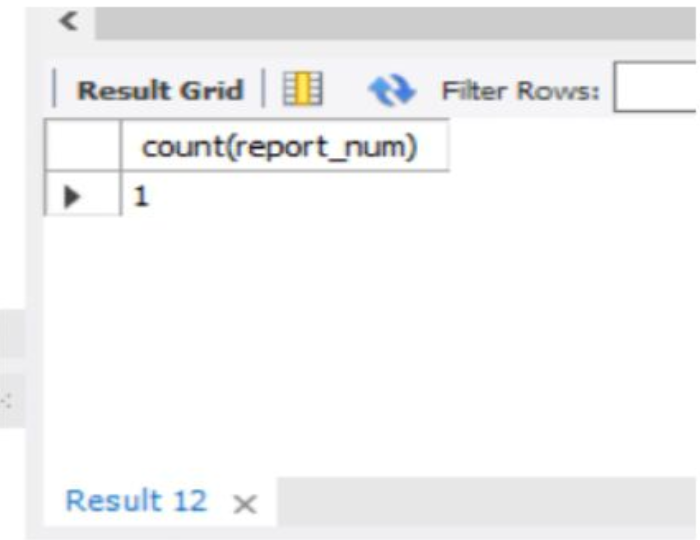 Result Grid Filter Rows:
count(report_num)
1
Result 12